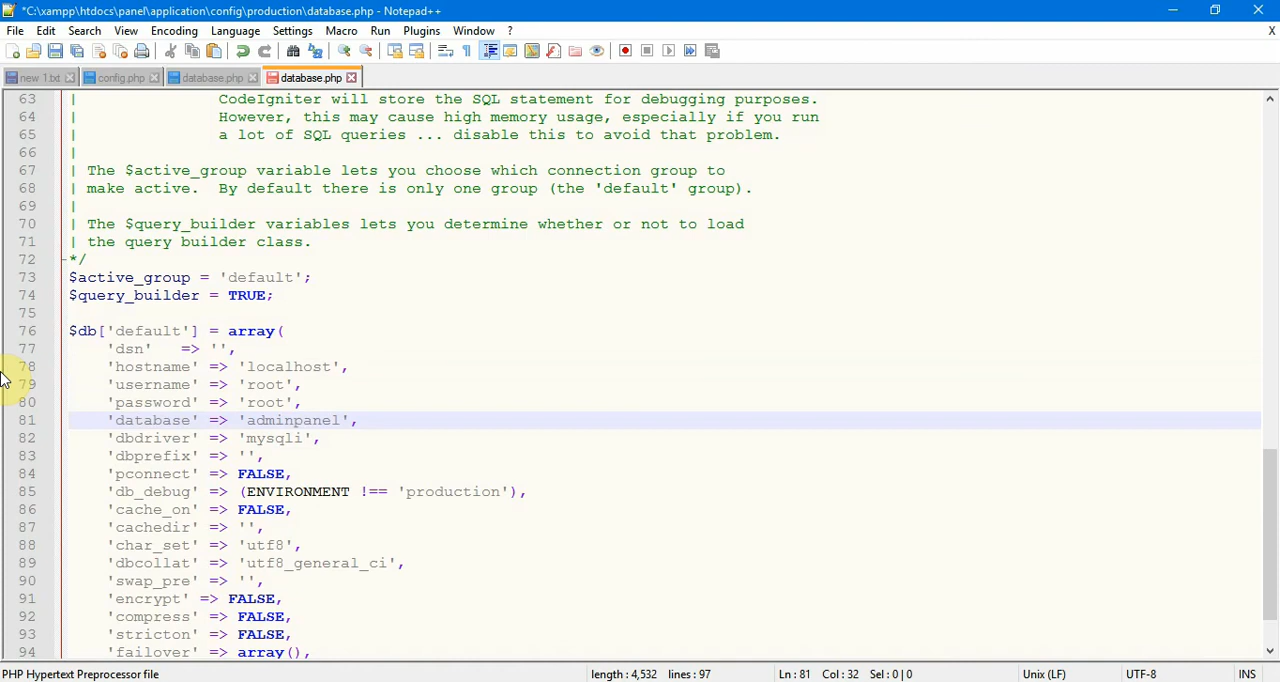 *C:\xampp\htdocs\panel\application\config\production\database.php - Notepad++
File Edit Search View Encoding Language Settings Macro Run Plugins Window ? X
new 1.txt config.php database.php database.php
63 | CodeIgniter will store the SQL statement for debugging purposes.
64 | However, this may cause high memory usage, especially if you run
65 | a lot of SQL queries ... disable this to avoid that problem.
66 |
67 | The $active_group variable lets you choose which connection group to
68 | make active.  By default there is only one group (the 'default' group).
69 |
70 | The $query_builder variables lets you determine whether or not to load
71 | the query builder class.
72 */
73 $active_group = 'default';
74 $query_builder = TRUE;
75
76 $db['default'] = array(
77 'dsn' => '',
78 'hostname' => 'localhost',
79 'username' => 'root',
80 'password' => 'root',
81 'database' => 'adminpanel',
82 'dbdriver' => 'mysqli',
83 'dbprefix' => '',
84 'pconnect' => FALSE,
85 'db_debug' => (ENVIRONMENT !== 'production'),
86 'cache_on' => FALSE,
87 'cachedir' => '',
88 'char_set' => 'utf8',
89 'dbcollat' => 'utf8_general_ci',
90 'swap_pre' => '',
91 'encrypt' => FALSE,
92 'compress' => FALSE,
93 'stricton' => FALSE,
94 'failover' => array(),
PHP Hypertext Preprocessor file length : 4,532 lines : 97 Ln : 81 Col : 32 Sel : 0 | 0 Unix (LF) UTF-8 INS